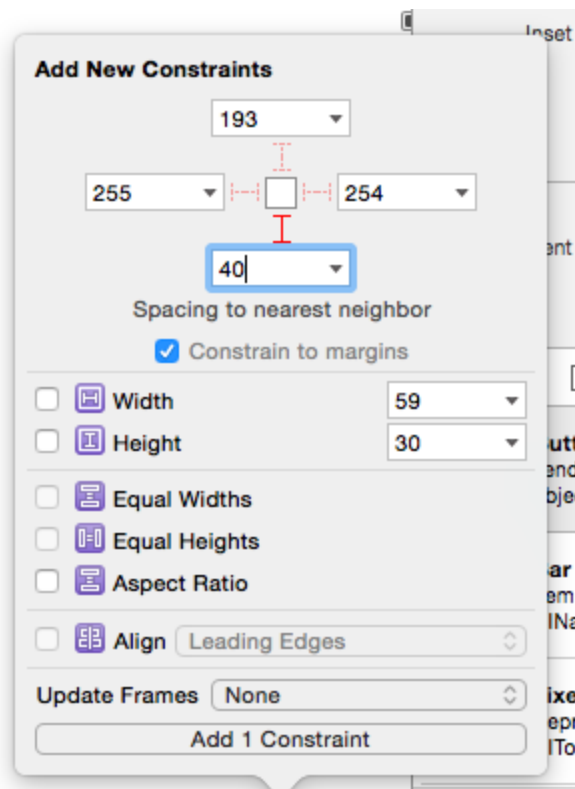 Inset
Add New Constraints
193
255
254
40
Spacing to nearest neighbor
Constrain to margins
Width
59
Height
30
Equal Widths
Equal Heights
Aspect Ratio
Align
Leading Edges
Update Frames
None
Add 1 Constraint